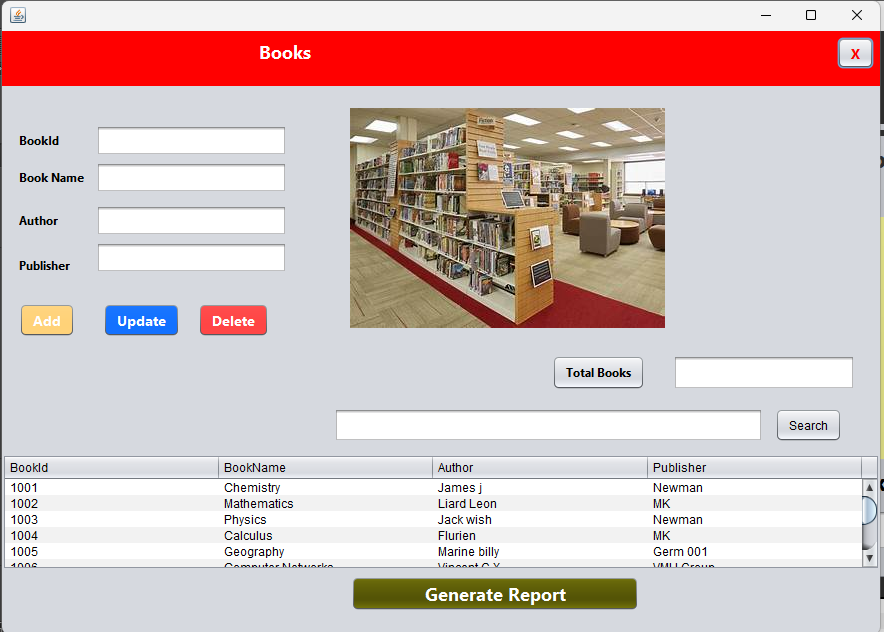 Books
X
BookId
Book Name
Author
Publisher
Add Update Delete
Total Books
Search
BookId BookName Author Publisher
1001 Chemistry James j Newman
1002 Mathematics Liard Leon MK
1003 Physics Jack wish Newman
1004 Calculus Flurien MK
1005 Geography Marine billy Germ 001
1006 Computer Networks Vincent C.X
Generate Report